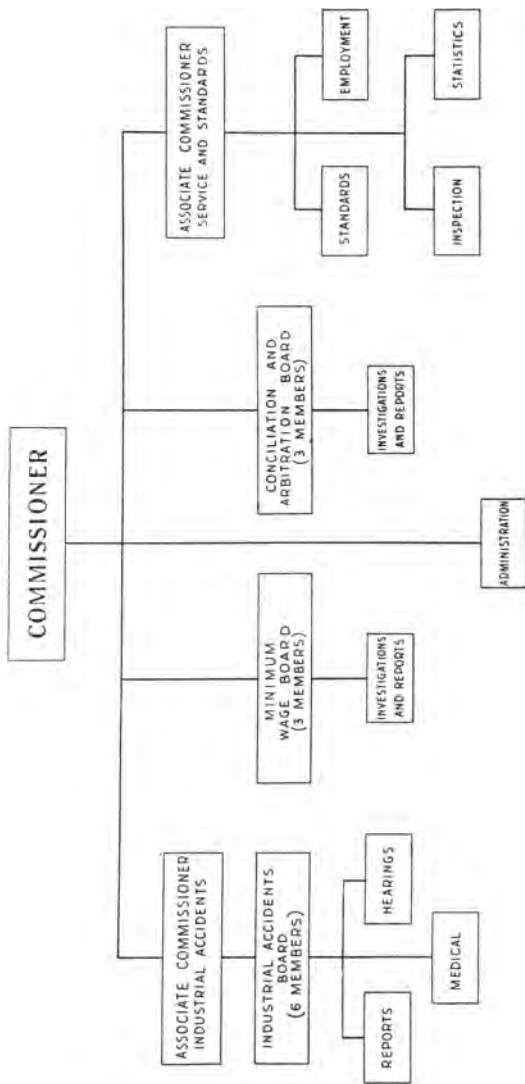 COMMISSIONER
ASSOCIATE COMMISSIONER
INDUSTRIAL ACCIDENTS
ASSOCIATE COMMISSIONER
SERVICE AND STANDARDS
INDUSTRIAL ACCIDENTS
BOARD
(6 MEMBERS)
MINIMUM
WAGE BOARD
(3 MEMBERS)
CONCILIATION AND
ARBITRATION BOARD
(3 MEMBERS)
STANDARDS
EMPLOYMENT
REPORTS
HEARINGS
INVESTIGATIONS
AND REPORTS
INVESTIGATIONS
AND REPORTS
INSPECTION
STATISTICS
MEDICAL
ADMINISTRATION